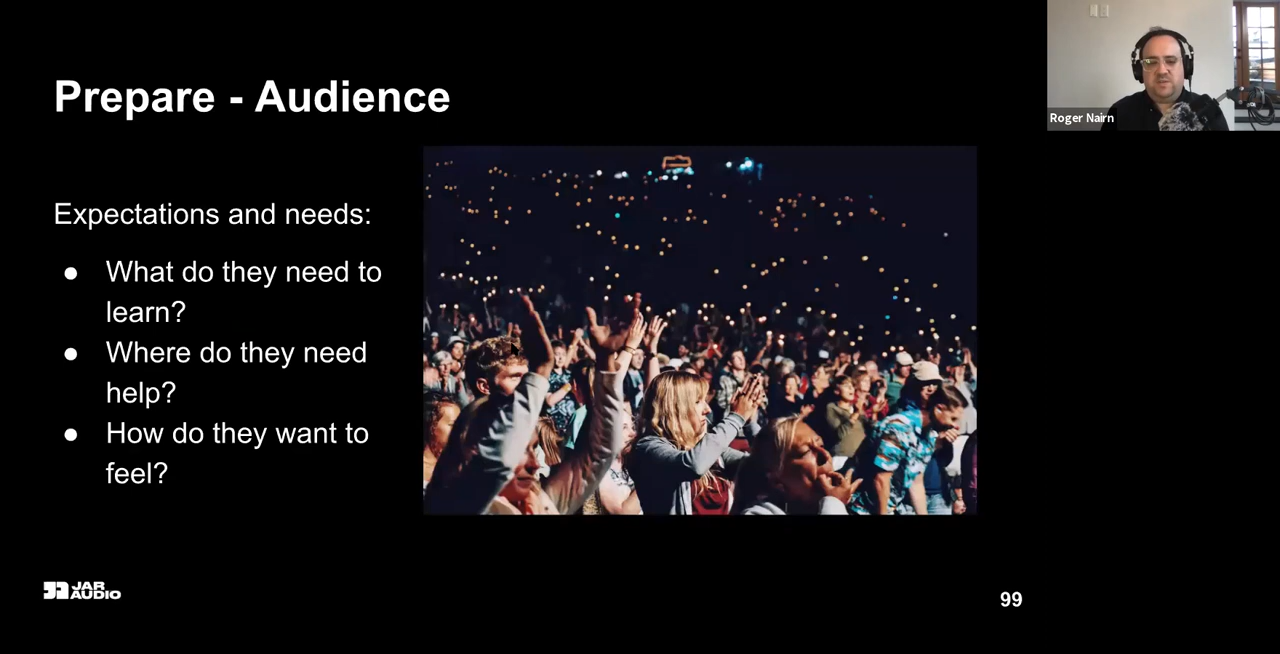 Roger Nairn
Prepare - Audience
Expectations and needs:
● What do they need to
learn?
● Where do they need
help?
● How do they want to
feel?
JAR
AUDIO
99